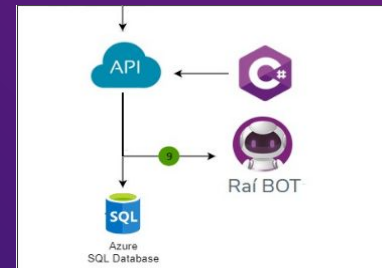 API
C#
9
Raí BOT
SQL
Azure
SQL Database